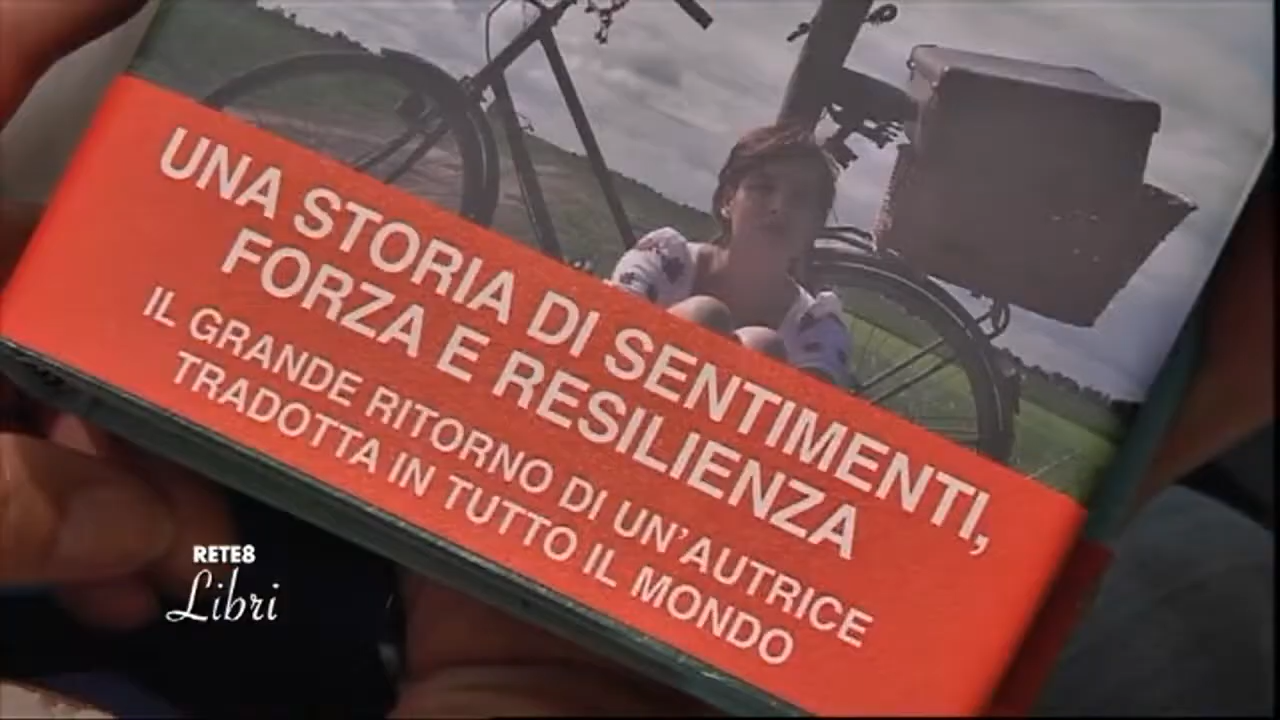 UNA STORIA DI SENTIMENTI,
FORZA E RESILIENZA
IL GRANDE RITORNO DI UN'AUTRICE
TRADOTTA IN TUTTO IL MONDO
RETE8
Libri